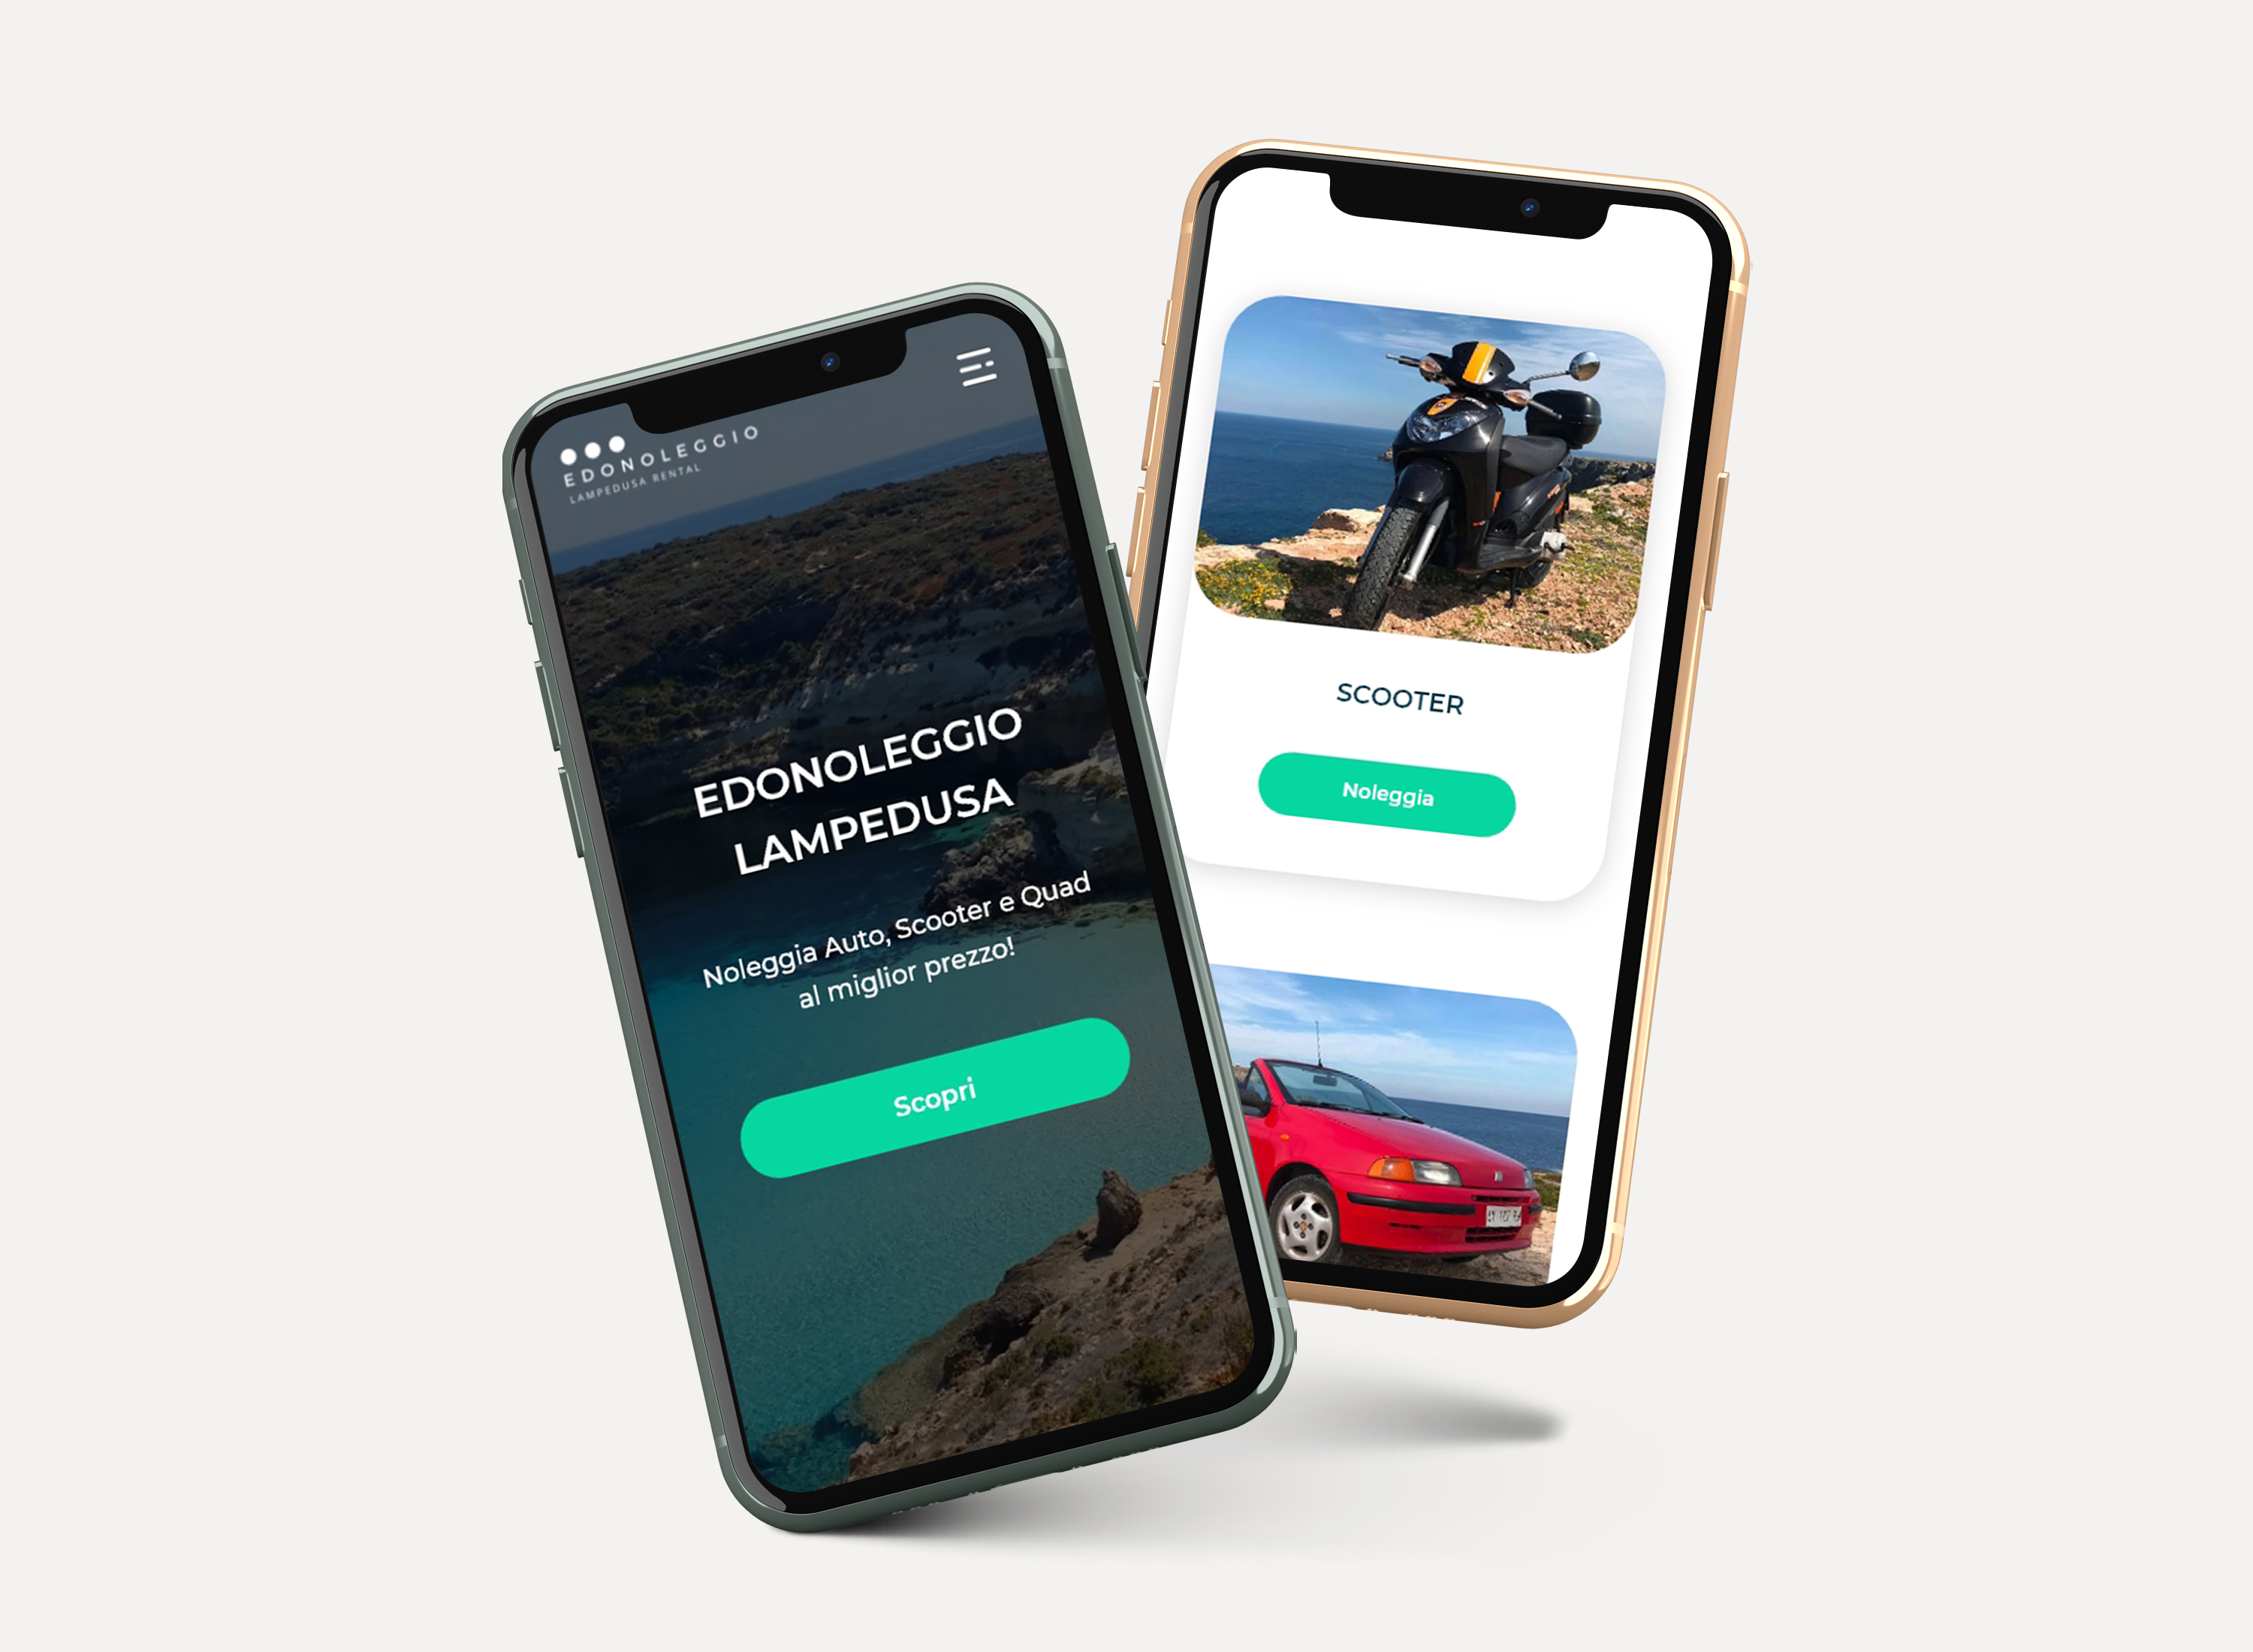 EDONOLEGGIO
LAMPEDUSA RENTAL
EDONOLEGGIO
LAMPEDUSA
Noleggia Auto, Scooter e Quad
al miglior prezzo!
Scopri
SCOOTER
Noleggia